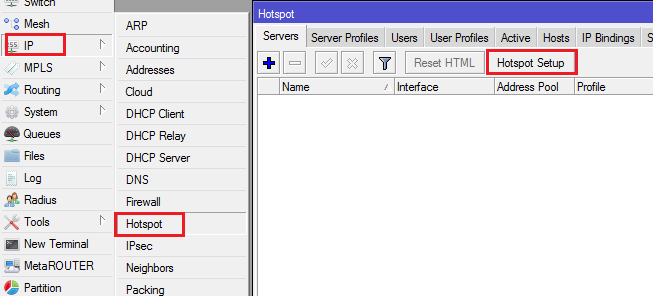 Switch
Mesh
IP
MPLS
Routing
System
Queues
Files
Log
Radius
Tools
New Terminal
MetaROUTER
Partition
ARP
Accounting
Addresses
Cloud
DHCP Client
DHCP Relay
DHCP Server
DNS
Firewall
Hotspot
IPsec
Neighbors
Packing
Hotspot
Servers Server Profiles Users User Profiles Active Hosts IP Bindings S
Reset HTML Hotspot Setup
Name Interface Address Pool Profile